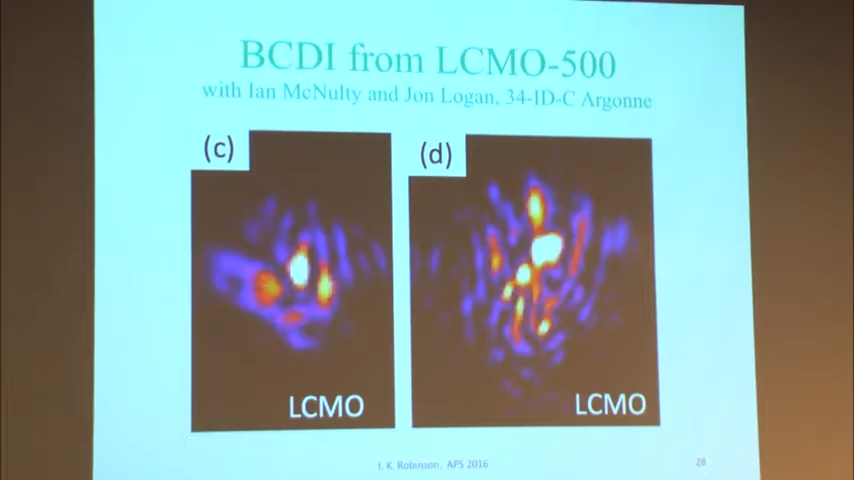 BCDI from LCMO-500
with Ian McNulty and Jon Logan, 34-ID-C Argonne
(c)
(d)
LCMO
LCMO
I. K. Robinson, APS 2016
28